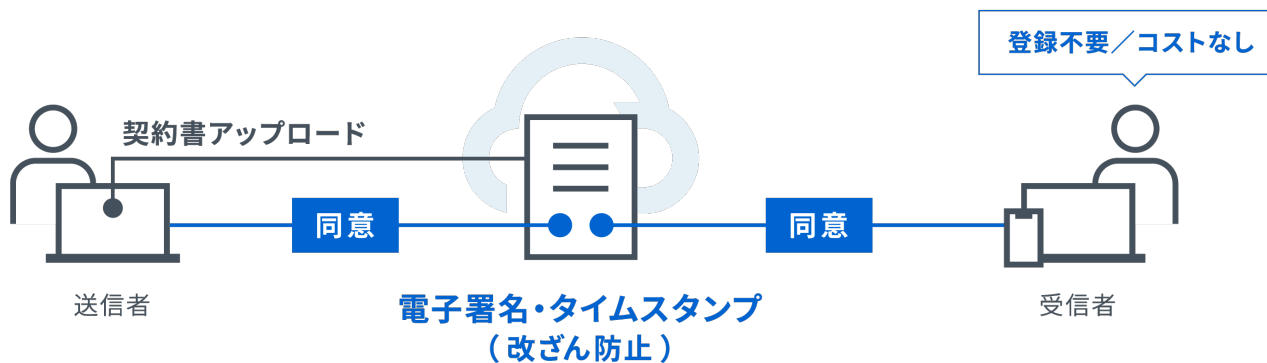 登録不要／コストなし
契約書アップロード
同意
同意
送信者
電子署名・タイムスタンプ
（改ざん防止）
受信者